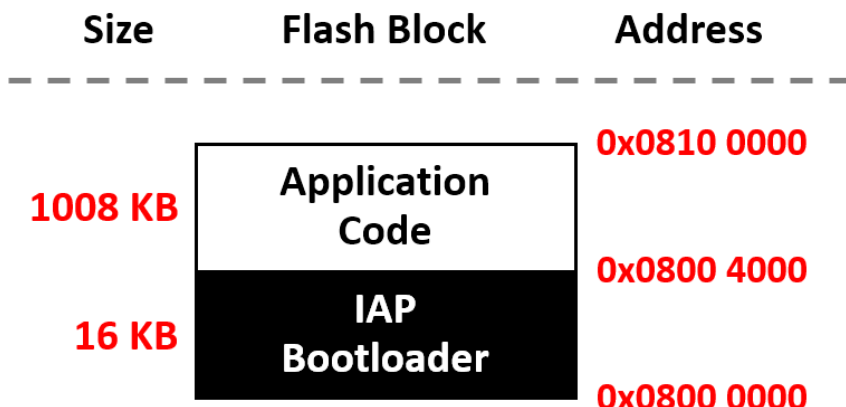 Size Flash Block Address
0x0810 0000
Application
1008 KB
Code
0x0800 4000
IAP
16 KB
Bootloader
0x0800 0000